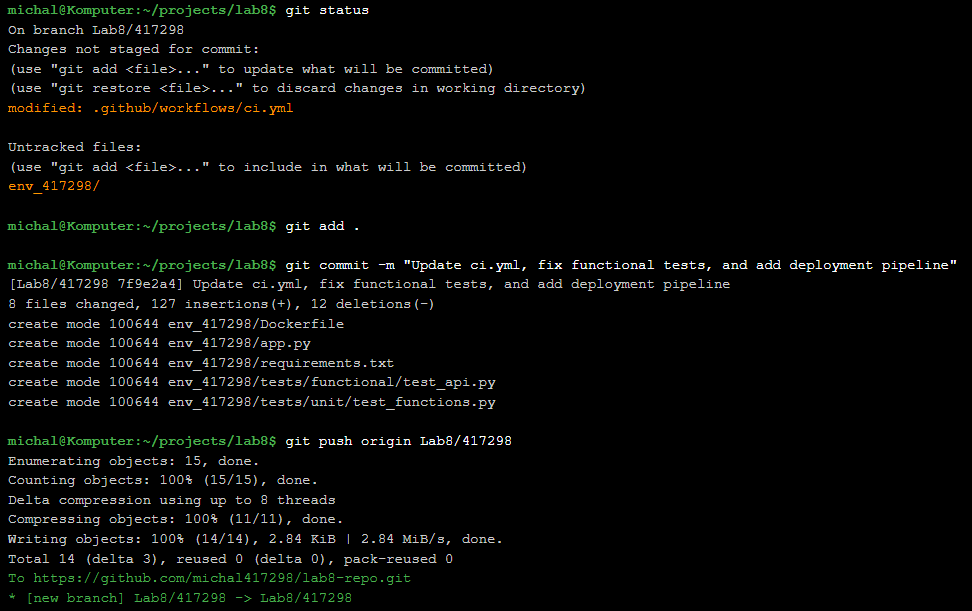 michal@Komputer:~/projects/lab8$ git status
On branch Lab8/417298
Changes not staged for commit:
(use "git add <file>..." to update what will be committed)
(use "git restore <file>..." to discard changes in working directory)
modified: .github/workflows/ci.yml
Untracked files:
(use "git add <file>..." to include in what will be committed)
env_417298/
michal@Komputer:~/projects/lab8$ git add .
michal@Komputer:~/projects/lab8$ git commit -m "Update ci.yml, fix functional tests, and add deployment pipeline"
[Lab8/417298 7f9e2a4] Update ci.yml, fix functional tests, and add deployment pipeline
8 files changed, 127 insertions(+), 12 deletions(-)
create mode 100644 env_417298/Dockerfile
create mode 100644 env_417298/app.py
create mode 100644 env_417298/requirements.txt
create mode 100644 env_417298/tests/functional/test_api.py
create mode 100644 env_417298/tests/unit/test_functions.py
michal@Komputer:~/projects/lab8$ git push origin Lab8/417298
Enumerating objects: 15, done.
Counting objects: 100% (15/15), done.
Delta compression using up to 8 threads
Compressing objects: 100% (11/11), done.
Writing objects: 100% (14/14), 2.84 KiB | 2.84 MiB/s, done.
Total 14 (delta 3), reused 0 (delta 0), pack-reused 0
To https://github.com/michal417298/lab8-repo.git
* [new branch] Lab8/417298 -> Lab8/417298